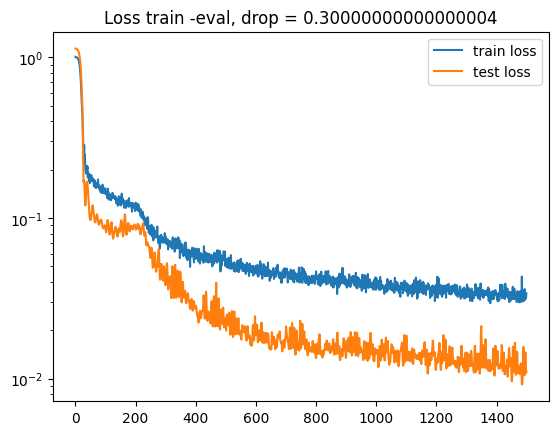 Loss train -eval, drop = 0.30000000000000004
train loss
test loss
10⁰
10⁻¹
10⁻²
0 200 400 600 800 1000 1200 1400